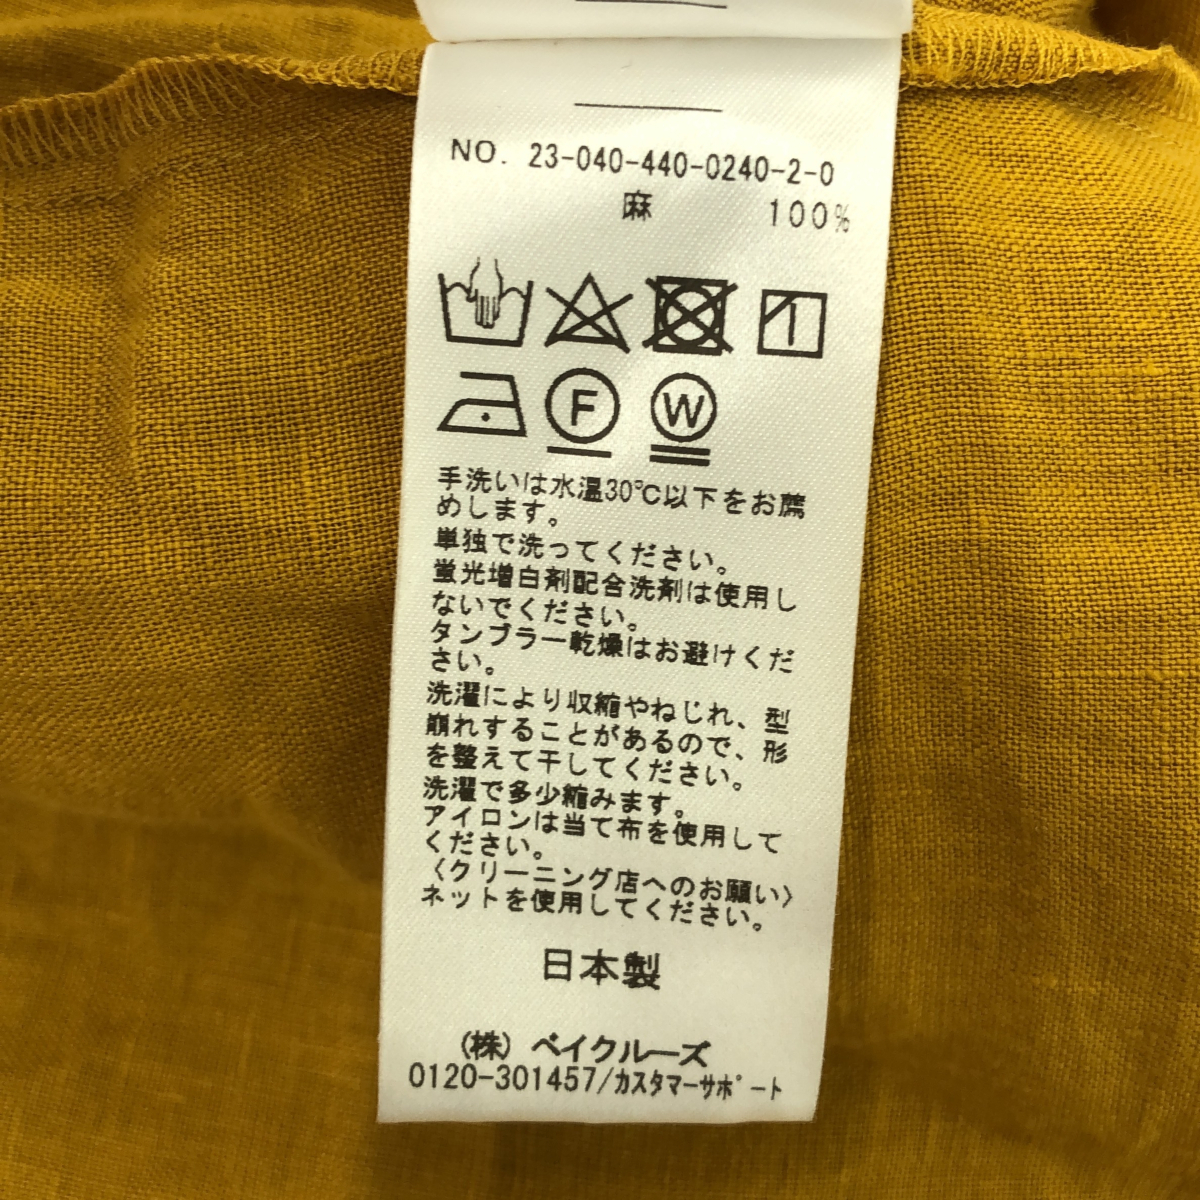 NO. 23-040-440-0240-2-0
麻 100%
F W
手洗いは水温30℃以下をお薦
めします。
単独で洗ってください。
蛍光増白剤配合洗剤は使用し
ないでください。
タンブラー乾燥はお避けくだ
さい。
洗濯により収縮やねじれ、型
崩れすることがあるので、形
を整えて干してください。
洗濯で多少縮みます。
アイロンは当て布を使用して
ください。
〈クリーニング店へのお願い〉
ネットを使用してください。
日本製
(株) ベイクルーズ
0120-301457/カスタマーサポート